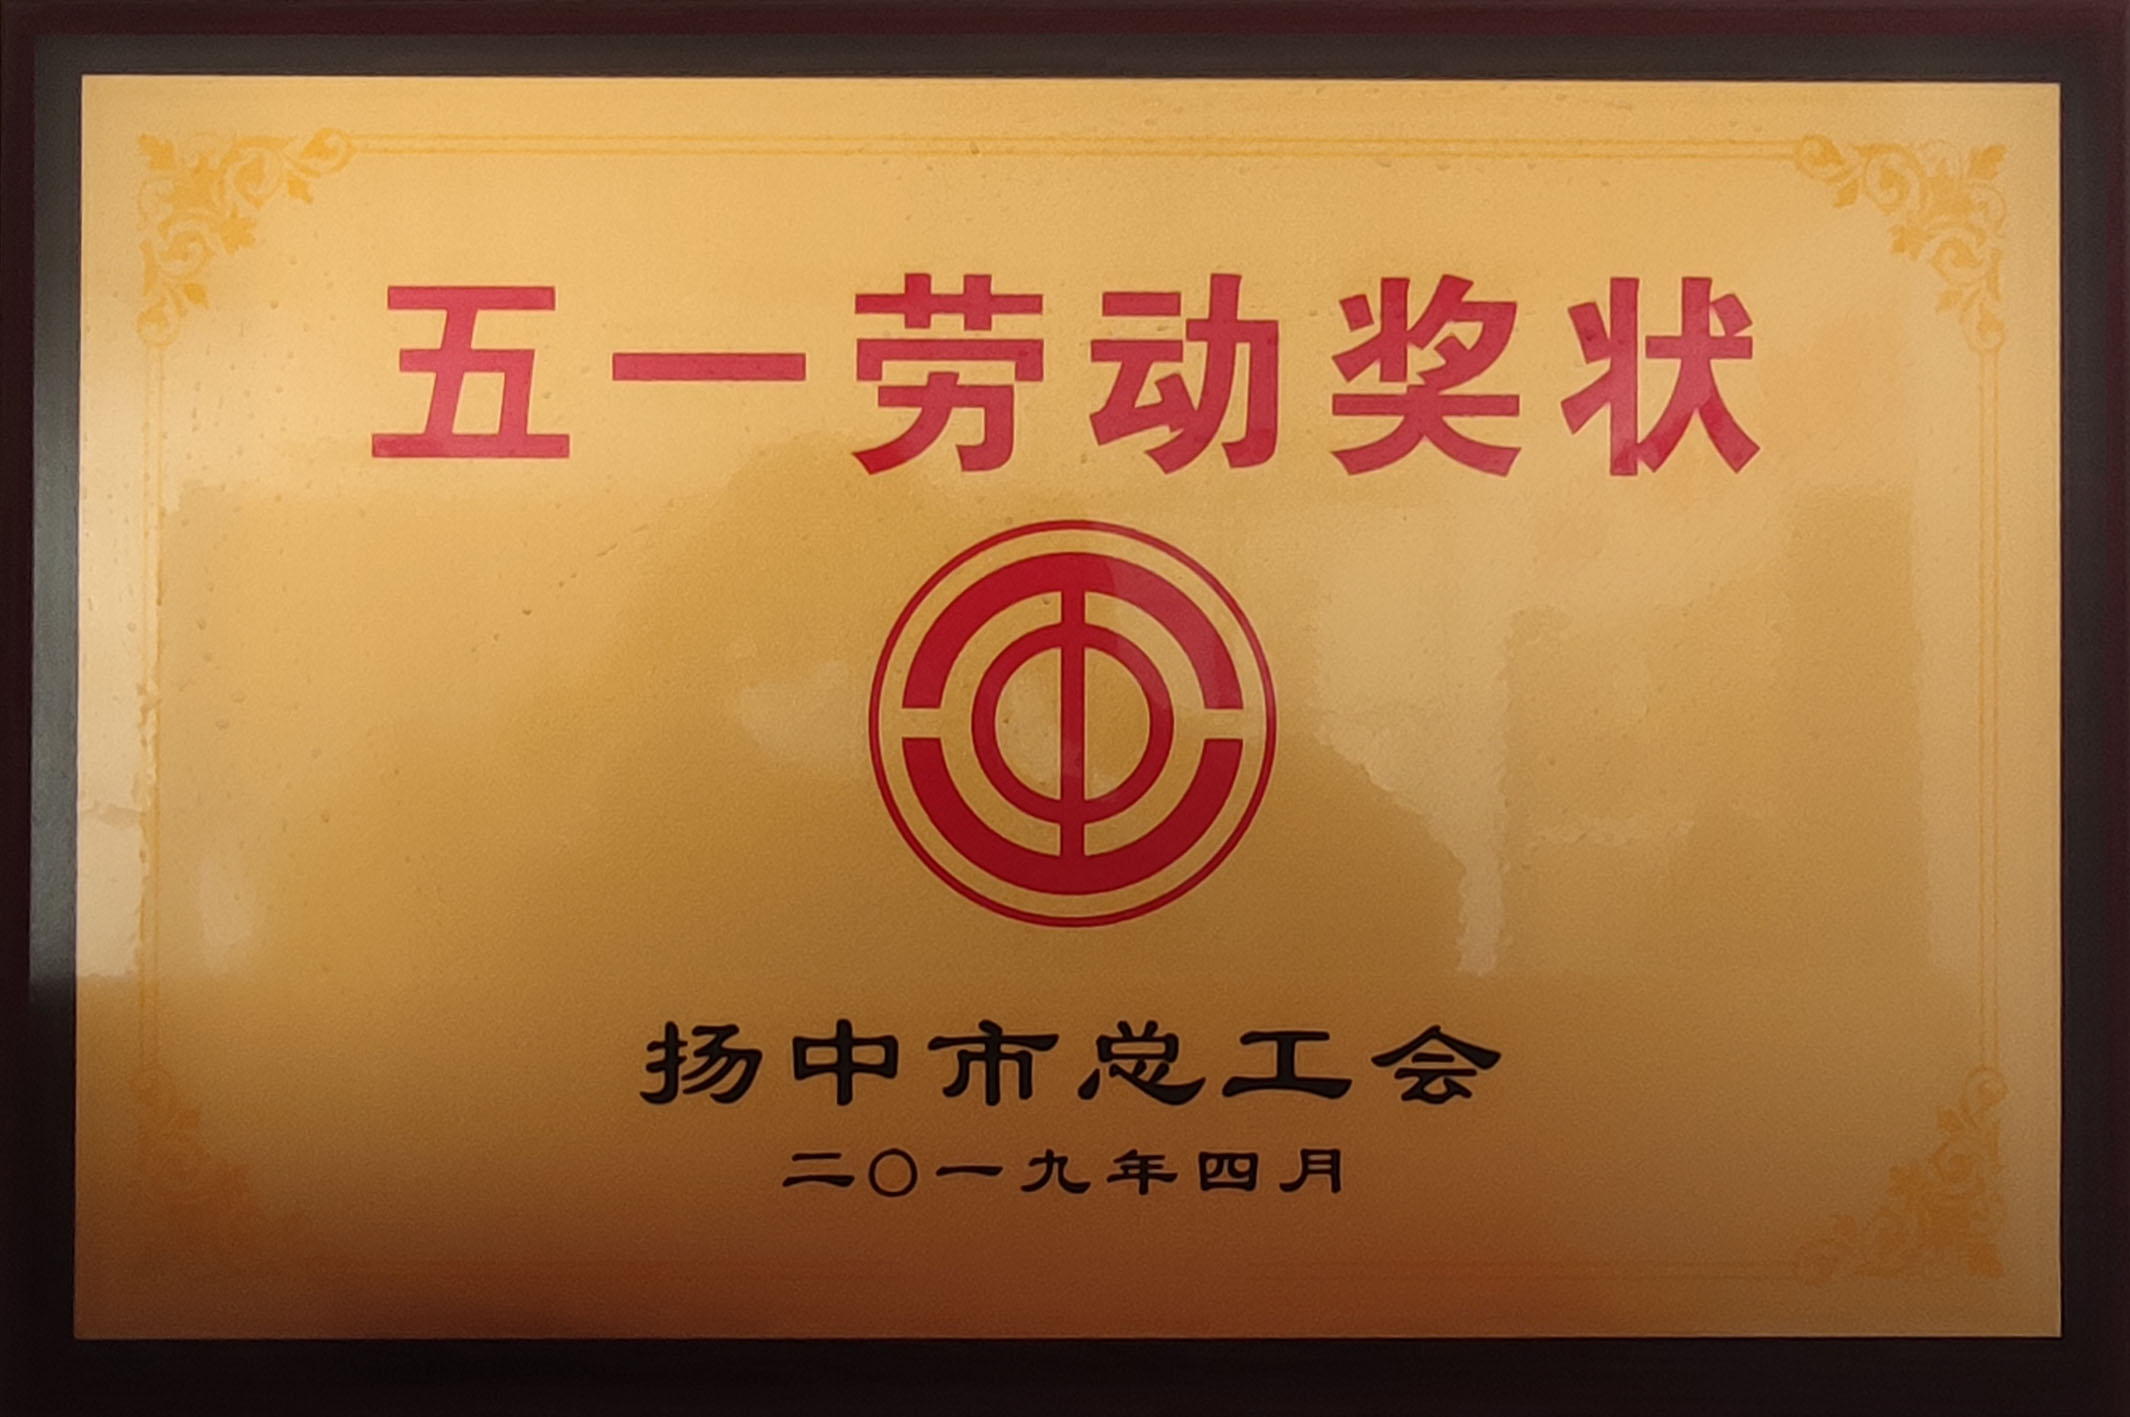 五一劳动奖状
扬中市总工会
二〇一九年四月